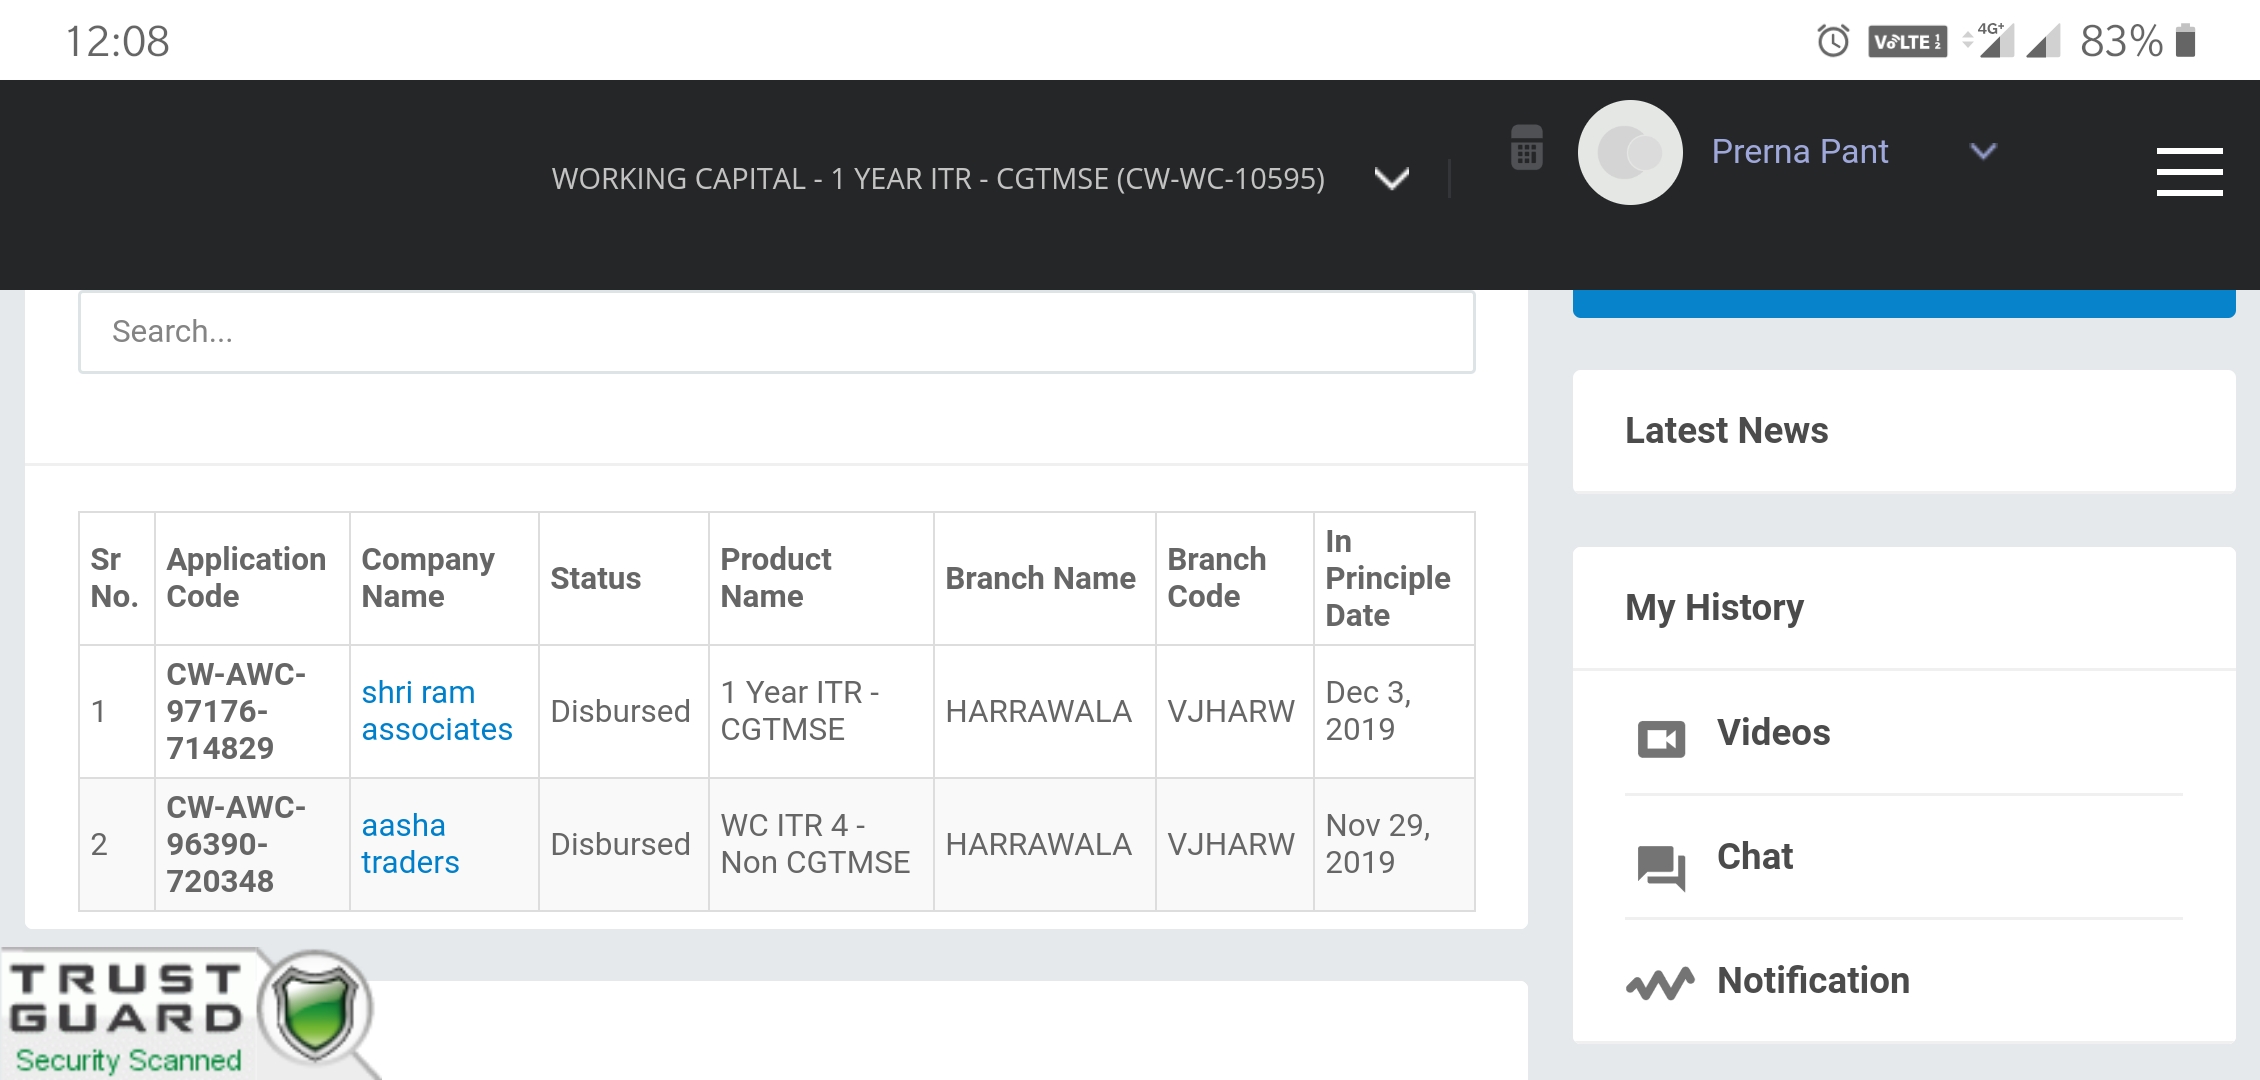 12:08
VoLTE 1 2 4G+ 83%
WORKING CAPITAL - 1 YEAR ITR - CGTMSE (CW-WC-10595)
Prerna Pant
Search...
Sr No.
Application Code
Company Name
Status
Product Name
Branch Name
Branch Code
In Principle Date
1
CW-AWC-
97176-
714829
shri ram
associates
Disbursed
1 Year ITR -
CGTMSE
HARRAWALA
VJHARW
Dec 3,
2019
2
CW-AWC-
96390-
720348
aasha
traders
Disbursed
WC ITR 4 -
Non CGTMSE
HARRAWALA
VJHARW
Nov 29,
2019
Latest News
My History
Videos
Chat
Notification
TRUST
GUARD
Security Scanned